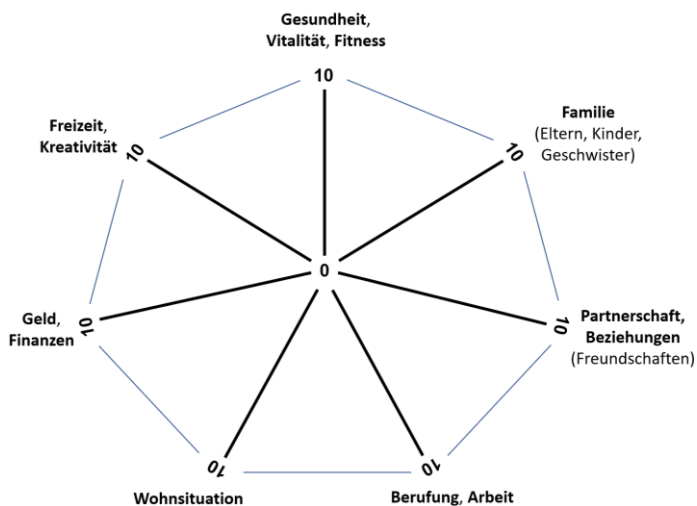 Gesundheit,
Vitalität, Fitness
10
Freizeit,
Kreativität
10
Familie
(Eltern, Kinder,
Geschwister)
10
0
Geld,
Finanzen
10
Partnerschaft,
Beziehungen
(Freundschaften)
10
10
Wohnsituation
10
Berufung, Arbeit